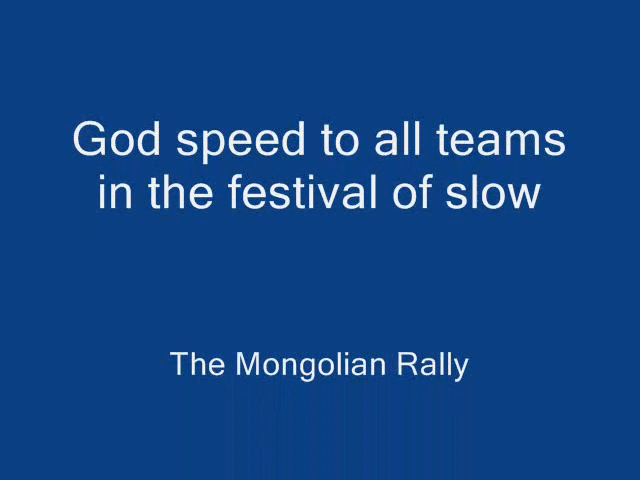 God speed to all teams
in the festival of slow
The Mongolian Rally